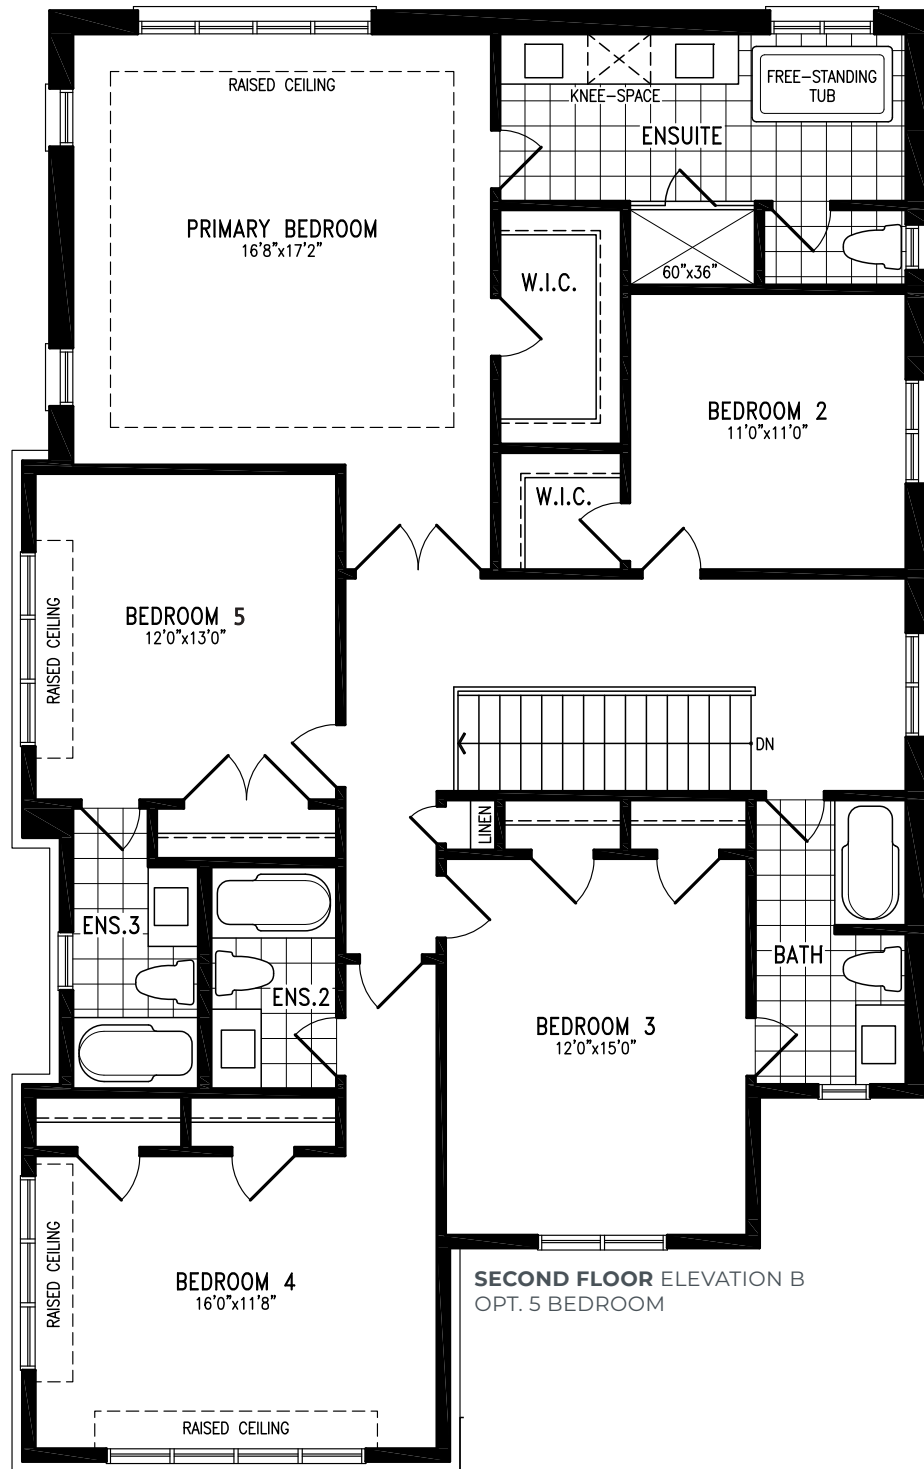 RAISED CEILING
FREE-STANDING
TUB
KNEE-SPACE
ENSUITE
PRIMARY BEDROOM
16'8"x17'2"
60"x36"
W.I.C.
BEDROOM 2
11'0"x11'0"
W.I.C.
BEDROOM 5
12'0"x13'0"
RAISED CEILING
DN
LINEN
ENS.3
BATH
ENS.2
BEDROOM 3
12'0"x15'0"
RAISED CEILING
BEDROOM 4
16'0"x11'8"
SECOND FLOOR ELEVATION B
OPT. 5 BEDROOM
RAISED CEILING